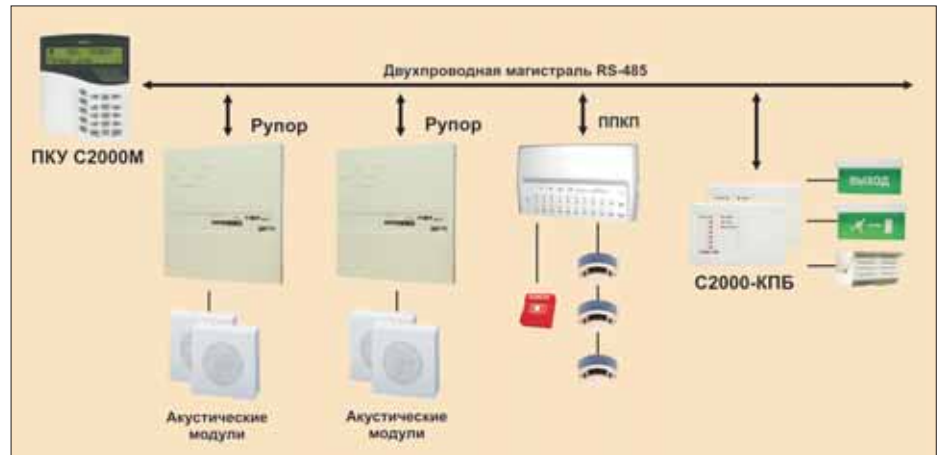 Двухпроводная магистраль RS-485
Рупор
Рупор
ППКП
ПКУ С2000М
ВЫХОД
С2000-КПБ
Акустические
модули
Акустические
модули